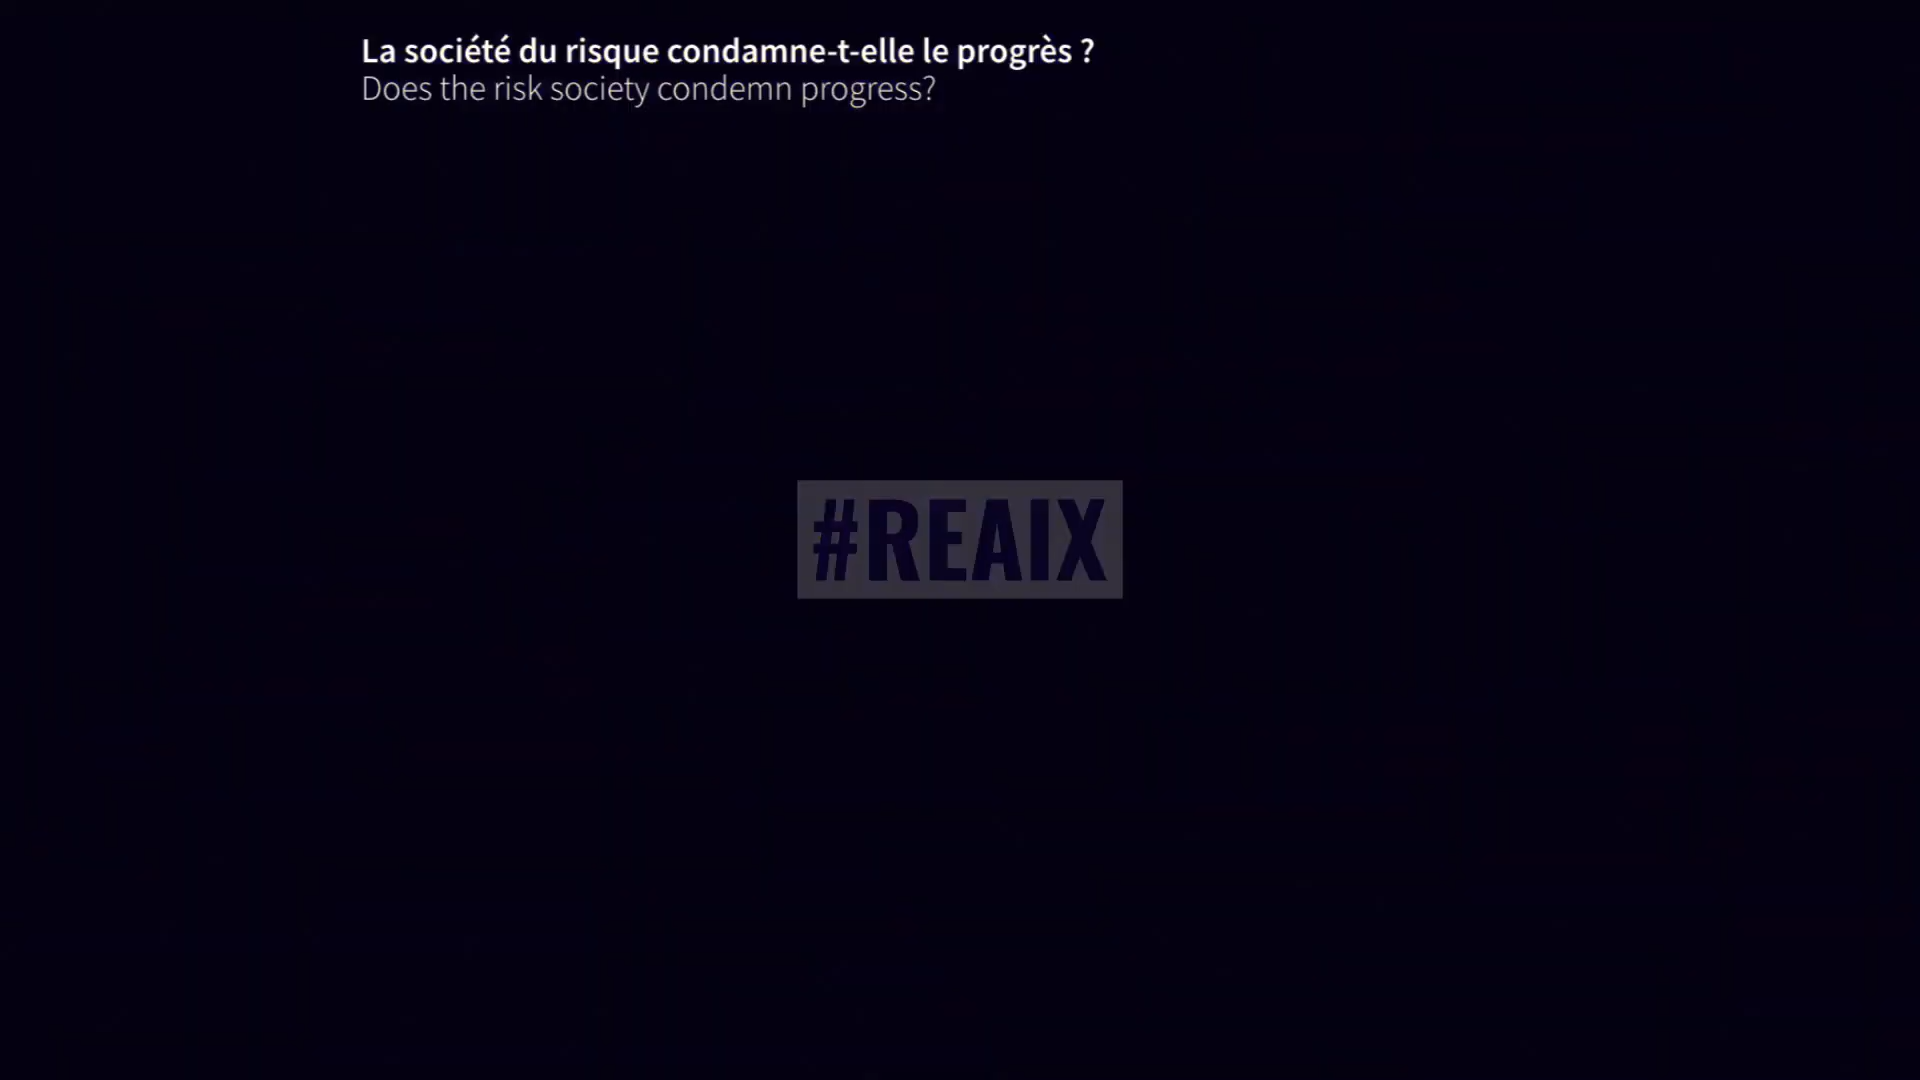 La société du risque condamne-t-elle le progrès ?
Does the risk society condemn progress?
#REAIX